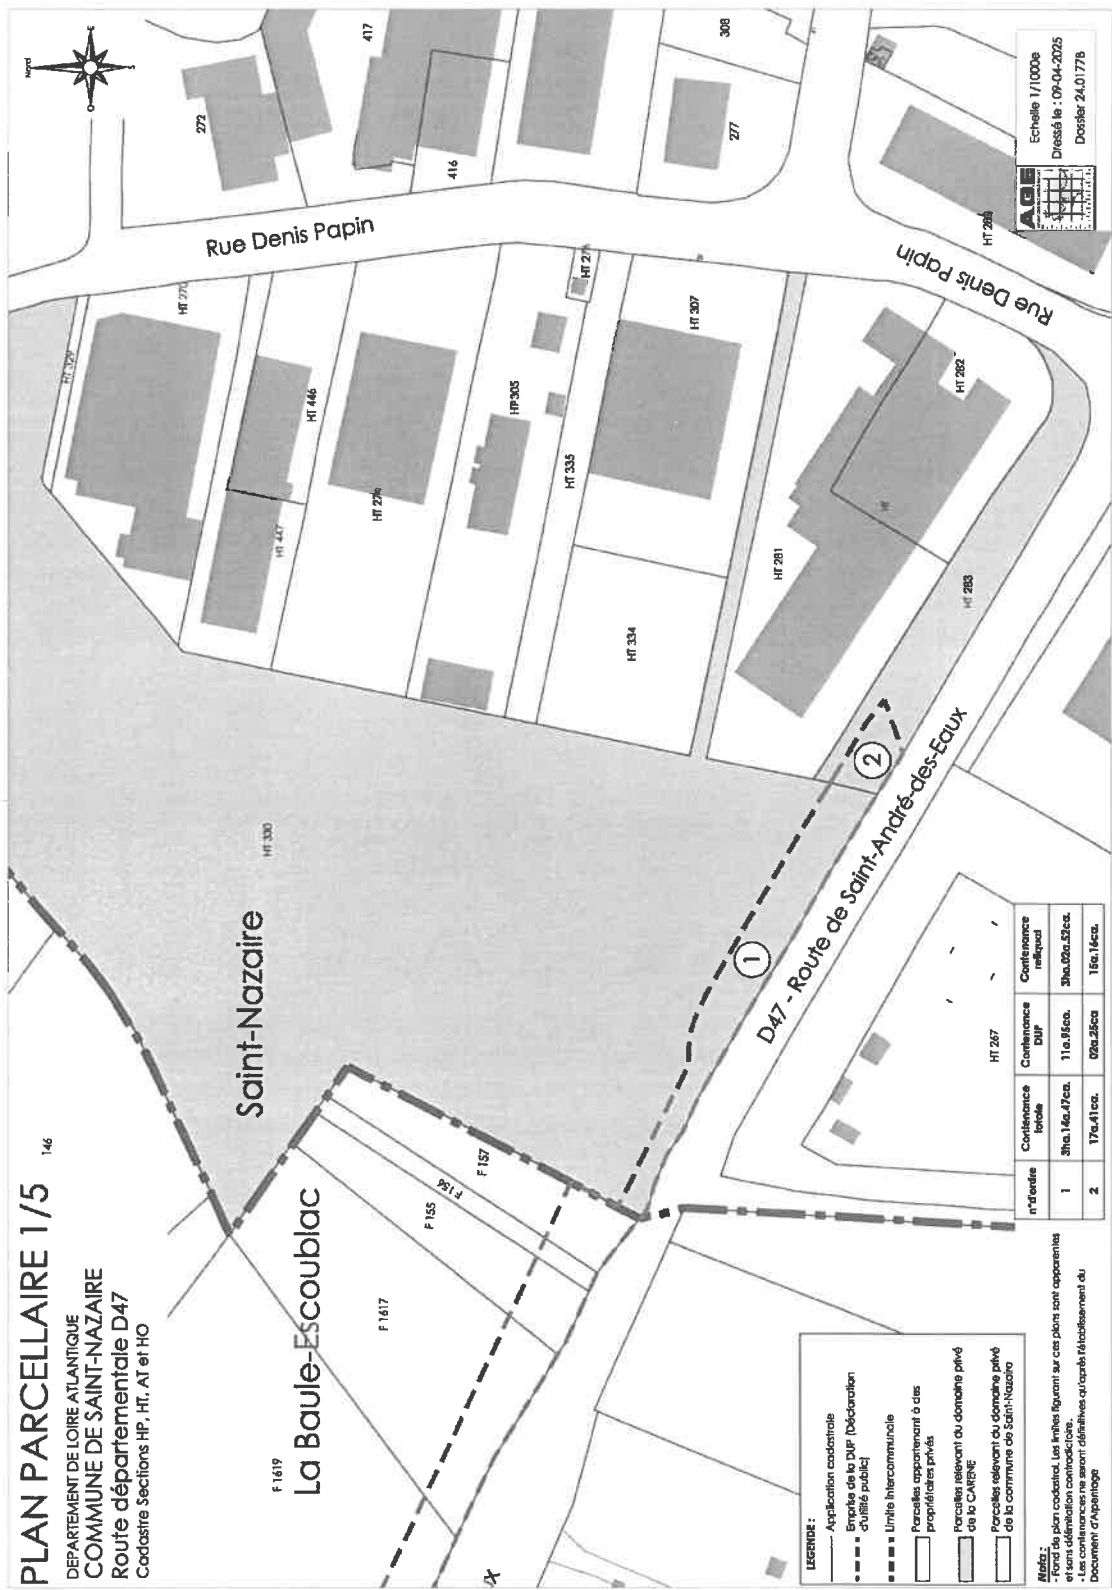 PLAN PARCELLAIRE 1/5
DEPARTEMENT DE LOIRE ATLANTIQUE
COMMUNE DE SAINT-NAZAIRE
Route départementale D47
Cadastre Sections HP, HT, AT et HO
Nord
O
E
S
146
Saint-Nazaire
La Baule-Escoublac
F 1619
F 1617
F 155
F 156
F 157
HT 330
HT 329
HT 270
HT 446
HT 447
HT 274
HP305
HT 335
HT 307
HT 334
HT 281
HT 282
HT
HT 283
HT 267
272
417
416
308
277
Rue Denis Papin
Rue Denis Papin
D47 - Route de Saint-André-des-Eaux
1
2
AGE
Echelle 1/1000e
Dressé le : 09-04-2025
Dossier 24.0177B
LEGENDE :
Application cadastrale
Emprise de la DUP (Déclaration
d'utilité public)
Limite intercommunale
Parcelles appartenant à des
propriétaires privés
Parcelles relevant du domaine privé
de la CARENE
Parcelles relevant du domaine privé
de la commune de Saint-Nazaire
Nota :
- Fond de plan cadastral. Les limites figurant sur ces plans sont apparentes
et sans délimitation contradictoire.
- Les contenances ne seront définitives qu'après l'établissement du
Document d'Arpentage
n°d'ordre Contenance totale Contenance DUP Contenance reliquat
1 3ha.14a.47ca. 11a.95ca. 3ha.02a.52ca.
2 17a.41ca. 02a.25ca 15a.16ca.